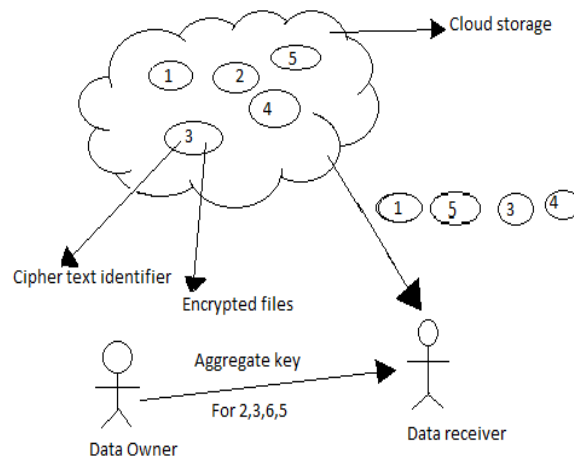 Cloud storage
5
1
2
4
3
1 5 3 4
Cipher text identifier
Encrypted files
Aggregate key
For 2,3,6,5
Data Owner
Data receiver